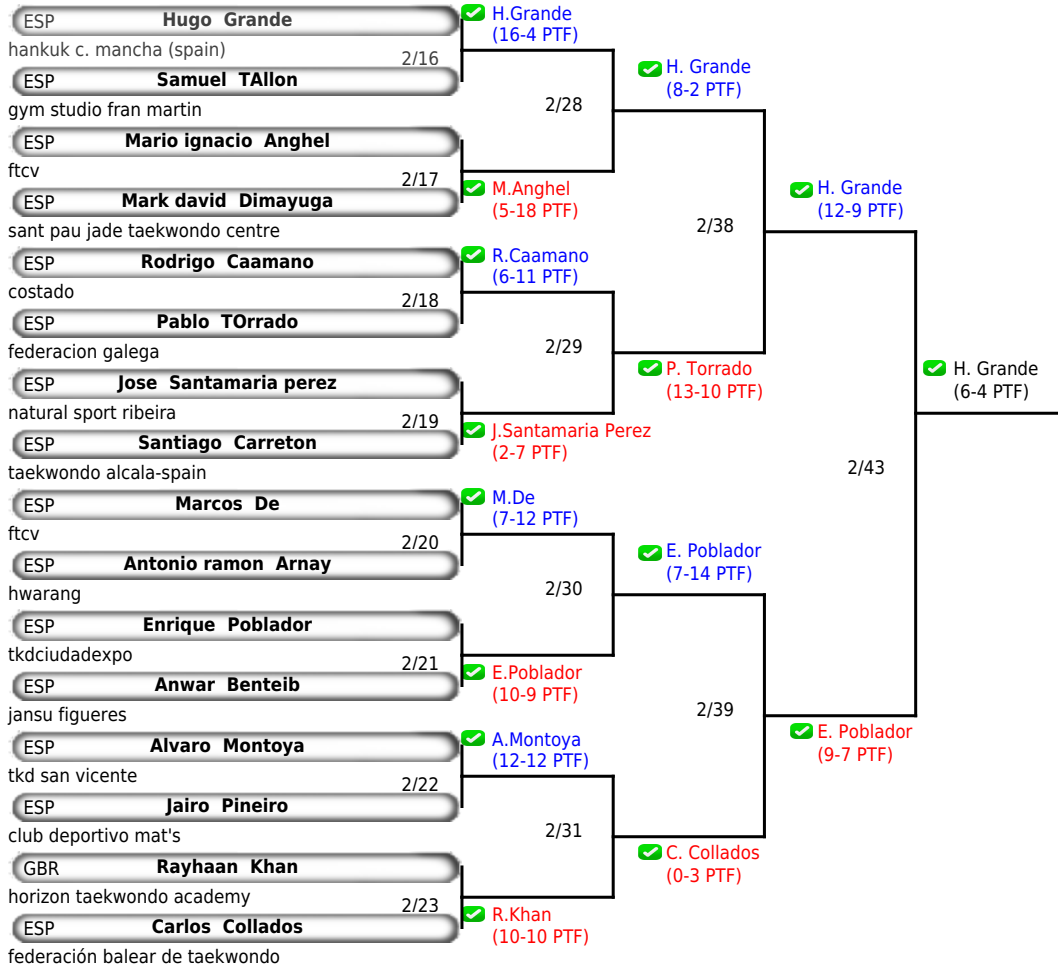 ESP Hugo Grande
hankuk c. mancha (spain)
2/16
ESP Samuel TAllon
gym studio fran martin
ESP Mario ignacio Anghel
ftcv
2/17
ESP Mark david Dimayuga
sant pau jade taekwondo centre
ESP Rodrigo Caamano
costado
2/18
ESP Pablo TOrrado
federacion galega
ESP Jose Santamaria perez
natural sport ribeira
2/19
ESP Santiago Carreton
taekwondo alcala-spain
ESP Marcos De
ftcv
2/20
ESP Antonio ramon Arnay
hwarang
ESP Enrique Poblador
tkdciudadexpo
2/21
ESP Anwar Benteib
jansu figueres
ESP Alvaro Montoya
tkd san vicente
2/22
ESP Jairo Pineiro
club deportivo mat's
GBR Rayhaan Khan
horizon taekwondo academy
2/23
ESP Carlos Collados
federación balear de taekwondo
H.Grande
(16-4 PTF)
2/28
M.Anghel
(5-18 PTF)
R.Caamano
(6-11 PTF)
2/29
J.Santamaria Perez
(2-7 PTF)
M.De
(7-12 PTF)
2/30
E.Poblador
(10-9 PTF)
A.Montoya
(12-12 PTF)
2/31
R.Khan
(10-10 PTF)
H. Grande
(8-2 PTF)
2/38
P. Torrado
(13-10 PTF)
E. Poblador
(7-14 PTF)
2/39
C. Collados
(0-3 PTF)
H. Grande
(12-9 PTF)
2/43
E. Poblador
(9-7 PTF)
H. Grande
(6-4 PTF)